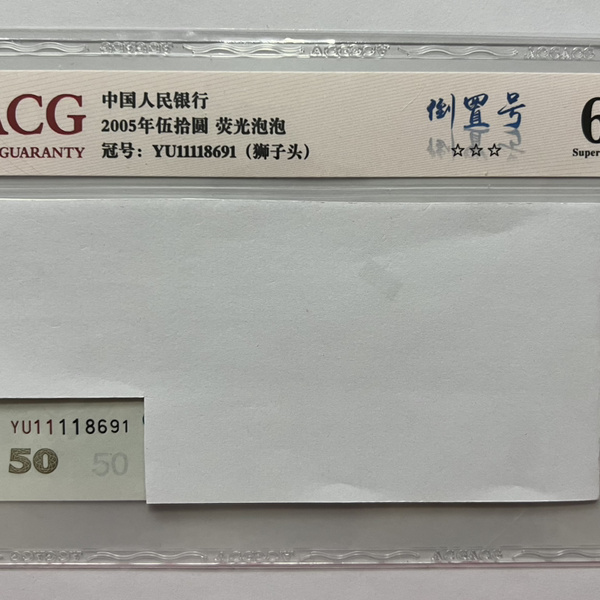 ACG
GUARANTY
中国人民银行
2005年伍拾圆 荧光泡泡
冠号：YU11118691（狮子头）
倒置号
☆☆☆
6
Super
YU11118691
50
50